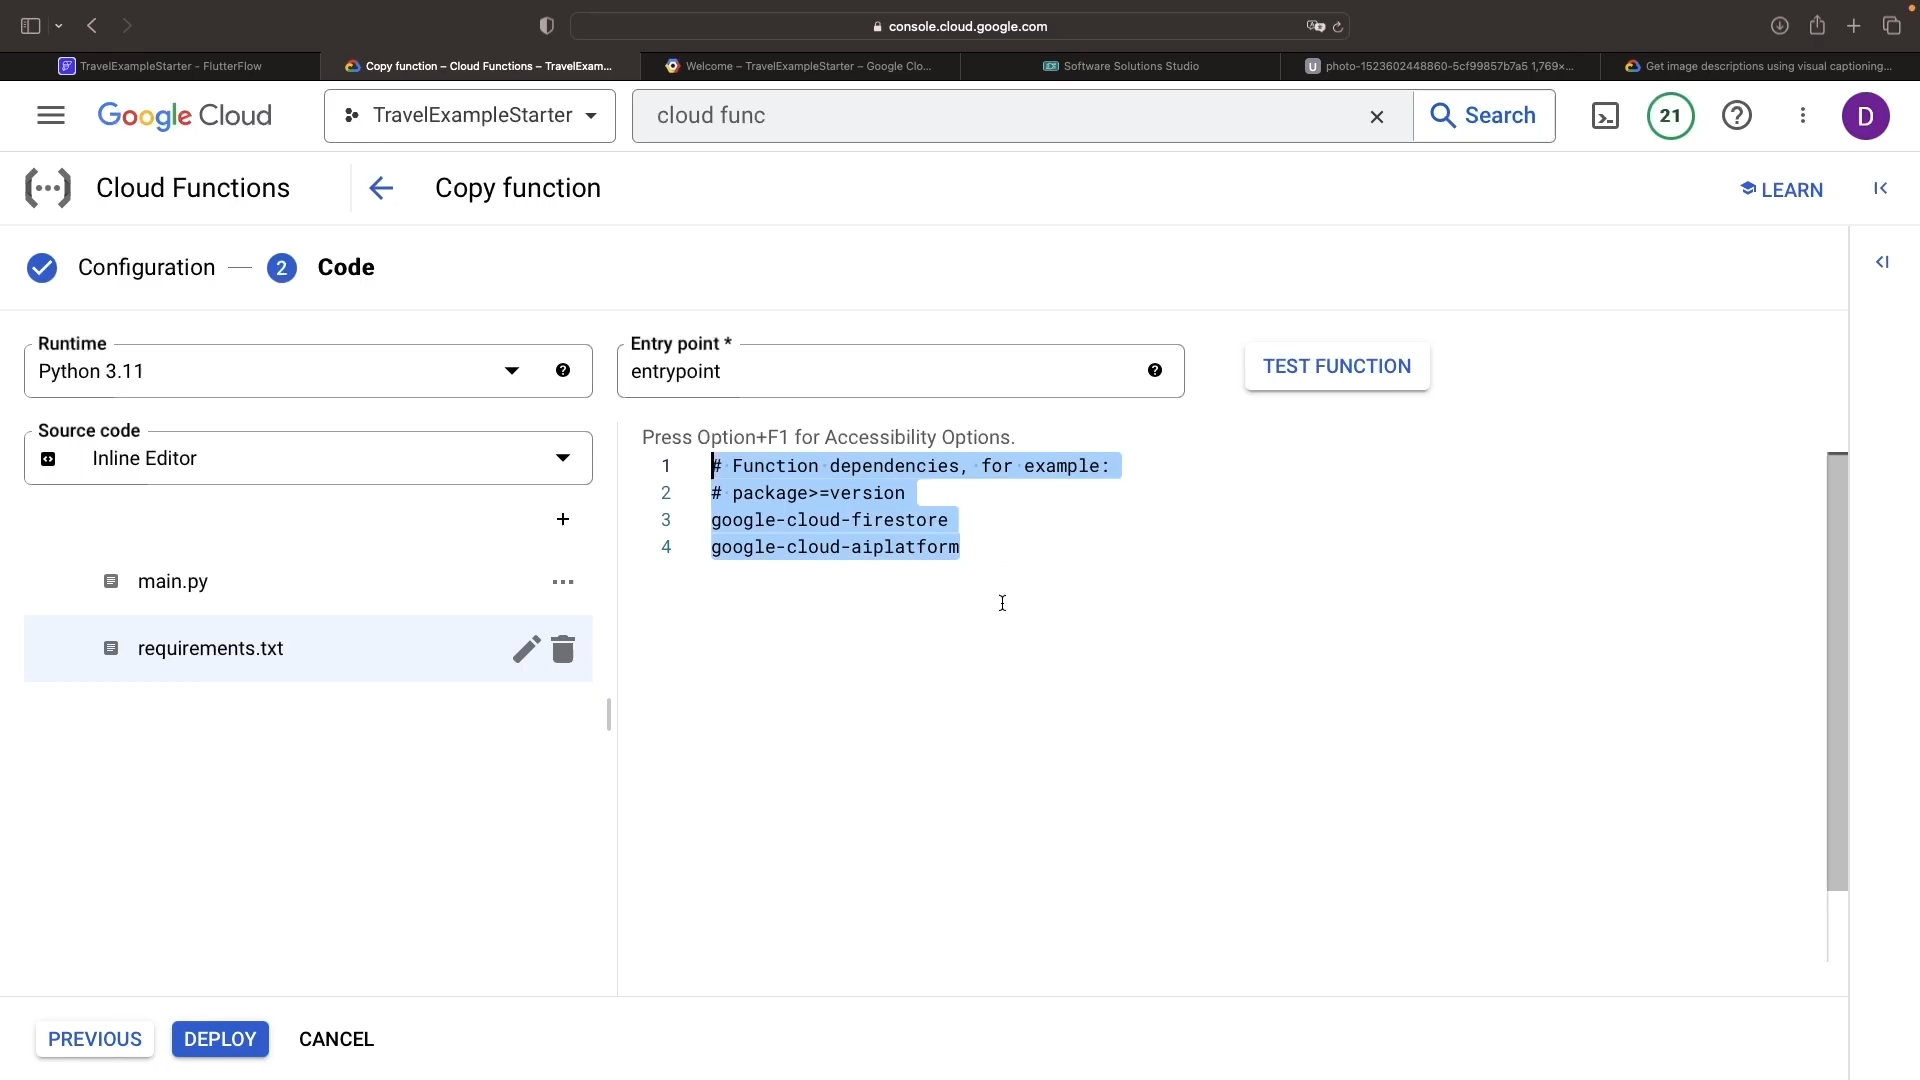 console.cloud.google.com
TravelExampleStarter - FlutterFlow
Copy function – Cloud Functions – TravelExam...
Welcome – TravelExampleStarter – Google Clo...
Software Solutions Studio
U photo-1523602448860-5cf99857b7a5 1,769×...
Get image descriptions using visual captioning...
Google Cloud
TravelExampleStarter
cloud func
Search
21
D
Cloud Functions
Copy function
LEARN
Configuration
2 Code
Runtime
Python 3.11
Entry point *
entrypoint
TEST FUNCTION
Source code
Inline Editor
main.py
requirements.txt
Press Option+F1 for Accessibility Options.
1 # Function dependencies, for example:
2 # package>=version
3 google-cloud-firestore
4 google-cloud-aiplatform
PREVIOUS
DEPLOY
CANCEL